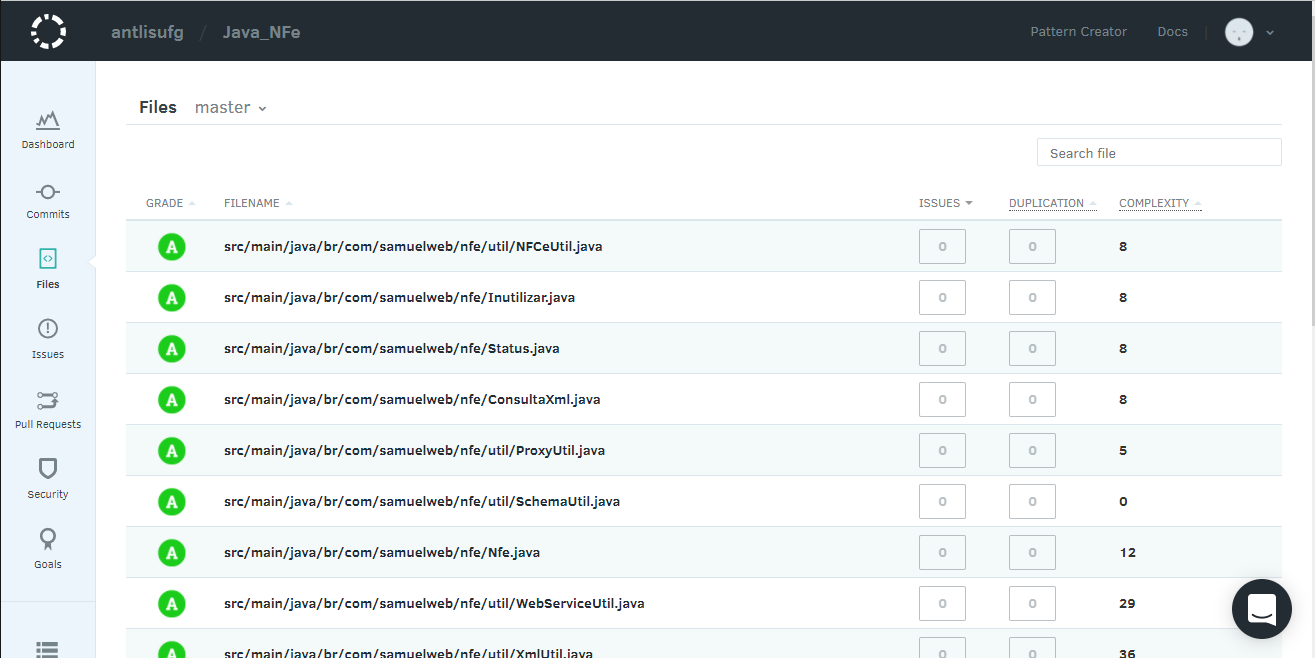 antlisufg / Java_NFe
Pattern Creator
Docs
Dashboard
Commits
Files
Issues
Pull Requests
Security
Goals
Files master
Search file
GRADE FILENAME ISSUES DUPLICATION COMPLEXITY
A src/main/java/br/com/samuelweb/nfe/util/NFCeUtil.java 0 0 8
A src/main/java/br/com/samuelweb/nfe/Inutilizar.java 0 0 8
A src/main/java/br/com/samuelweb/nfe/Status.java 0 0 8
A src/main/java/br/com/samuelweb/nfe/ConsultaXml.java 0 0 8
A src/main/java/br/com/samuelweb/nfe/util/ProxyUtil.java 0 0 5
A src/main/java/br/com/samuelweb/nfe/util/SchemaUtil.java 0 0 0
A src/main/java/br/com/samuelweb/nfe/Nfe.java 0 0 12
A src/main/java/br/com/samuelweb/nfe/util/WebServiceUtil.java 0 0 29
A src/main/java/br/com/samuelweb/nfe/util/XmlUtil.java 0 0 36